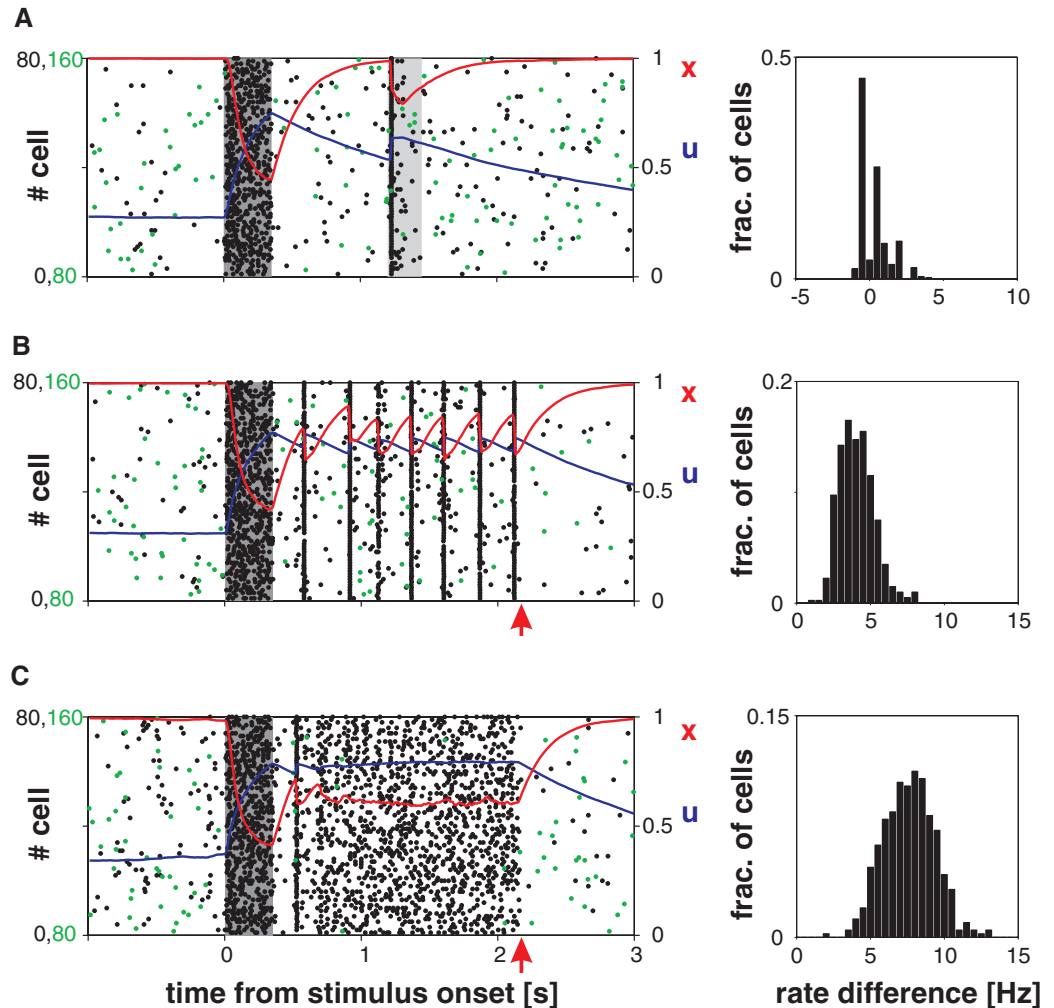 A
80,160
# cell
0,80
1
x
0.5
u
0
0.5
frac. of cells
0
-5 0 5 10
B
80,160
# cell
0,80
1
x
0.5
u
0
0.2
frac. of cells
0
0 5 10 15
C
80,160
# cell
0,80
1
x
0.5
u
0
0 1 2 3
time from stimulus onset [s]
0.15
frac. of cells
0
0 5 10 15
rate difference [Hz]